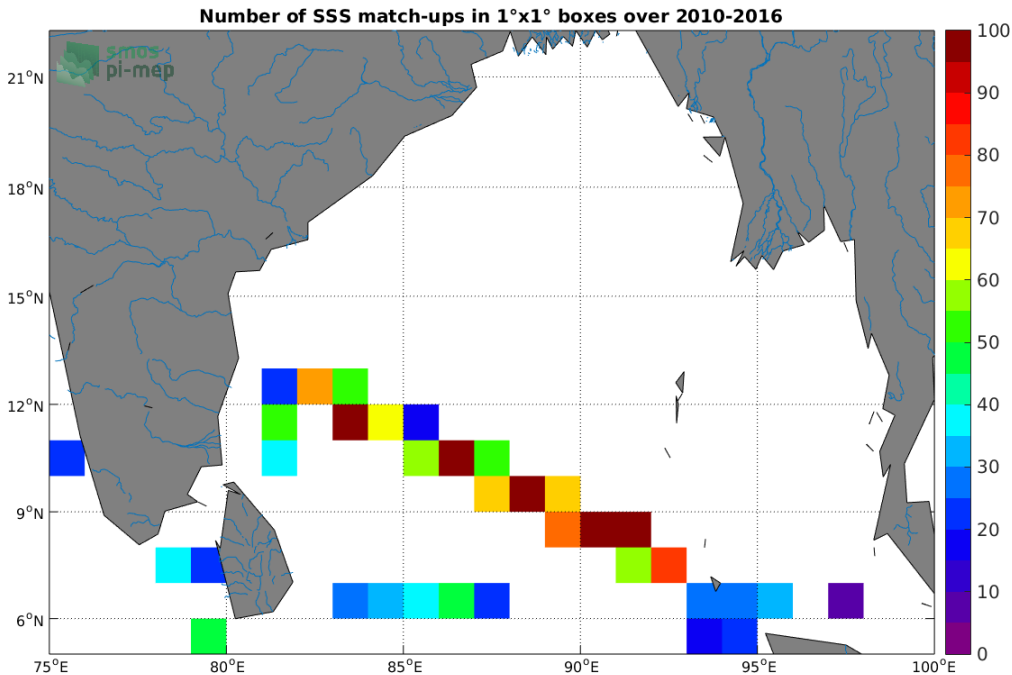 Number of SSS match-ups in 1°x1° boxes over 2010-2016
smos
pi-mep
21°N
18°N
15°N
12°N
9°N
6°N
75°E
80°E
85°E
90°E
95°E
100°E
100
90
80
70
60
50
40
30
20
10
0